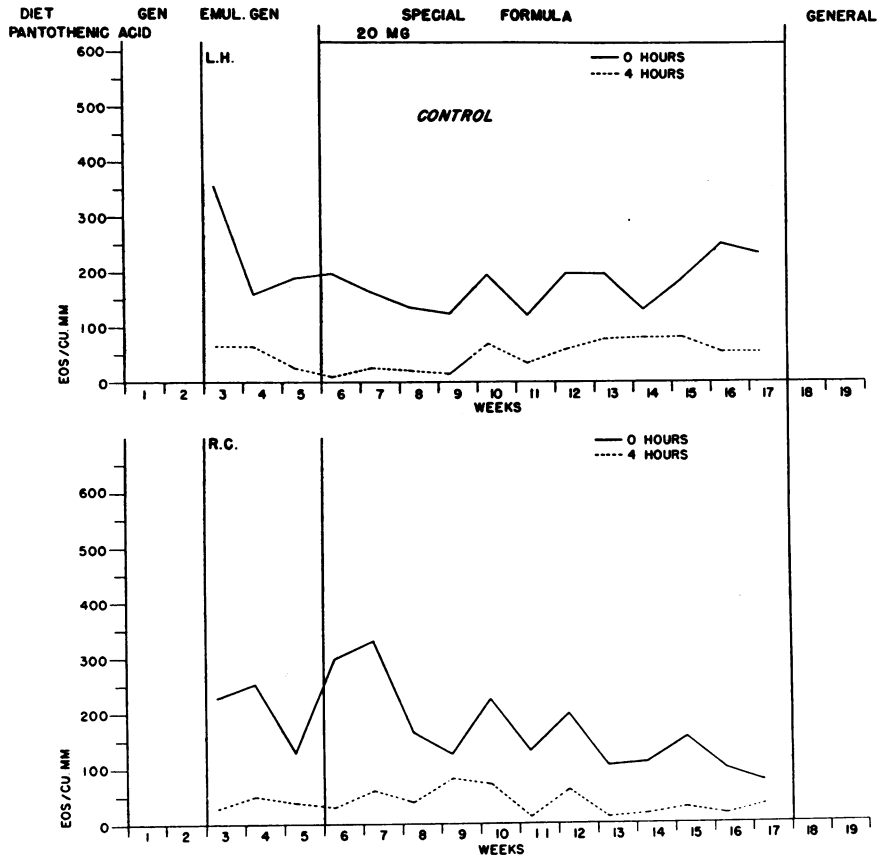 DIET GEN EMUL. GEN SPECIAL FORMULA GENERAL
PANTOTHENIC ACID 20 MG
600
L.H.
0 HOURS
4 HOURS
500
CONTROL
400
300
200
100
0
EOS/CU.MM
1 2 3 4 5 6 7 8 9 10 11 12 13 14 15 16 17 18 19
WEEKS
R.C.
0 HOURS
4 HOURS
600
500
400
300
200
100
0
EOS/CU.MM
1 2 3 4 5 6 7 8 9 10 11 12 13 14 15 16 17 18 19
WEEKS